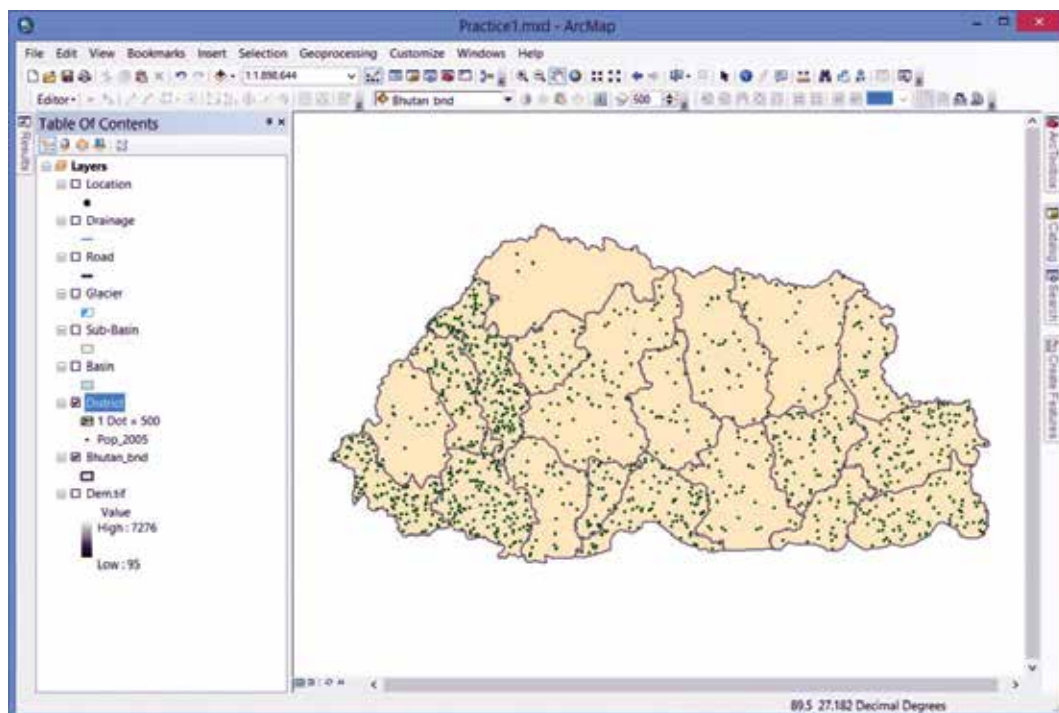 Practice1.mxd - ArcMap
File Edit View Bookmarks Insert Selection Geoprocessing Customize Windows Help
1:1,898,644
Editor
Bhutan_bnd
500
Results
Table Of Contents
Layers
Location
Drainage
Road
Glacier
Sub-Basin
Basin
District
1 Dot = 500
Pop_2005
Bhutan_bnd
Dem.tif
Value
High : 7276
Low : 95
ArcToolbox
Catalog
Search
Create Features
89.5 27.182 Decimal Degrees